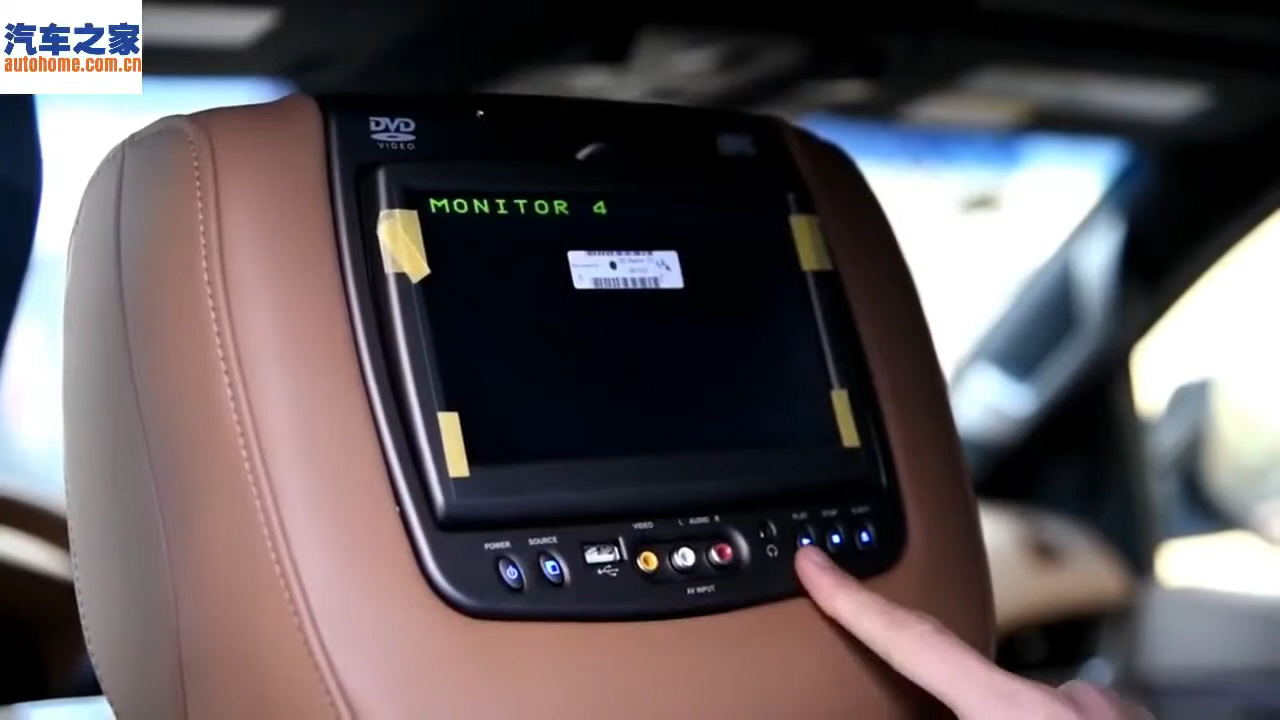 汽车之家
autohome.com.cn
DVD
VIDEO
MONITOR 4
POWER
SOURCE
VIDEO
L AUDIO R
AV INPUT
PLAY
STOP
EJECT